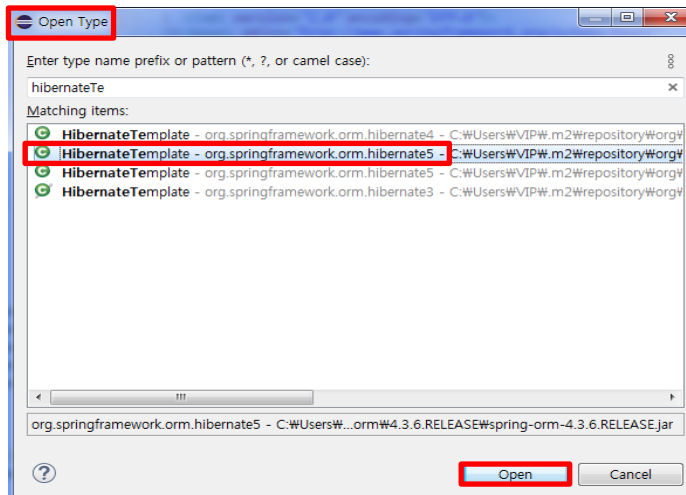 Open Type
Enter type name prefix or pattern (*, ?, or camel case):
hibernateTe
Matching items:
HibernateTemplate - org.springframework.orm.hibernate4 - C:₩Users₩VIP₩.m2₩repository₩org₩
HibernateTemplate - org.springframework.orm.hibernate5 - C:₩Users₩VIP₩.m2₩repository₩org₩
HibernateTemplate - org.springframework.orm.hibernate5 - C:₩Users₩VIP₩.m2₩repository₩org₩
HibernateTemplate - org.springframework.orm.hibernate3 - C:₩Users₩VIP₩.m2₩repository₩org₩
org.springframework.orm.hibernate5 - C:₩Users₩...orm₩4.3.6.RELEASE₩spring-orm-4.3.6.RELEASE.jar
Open Cancel